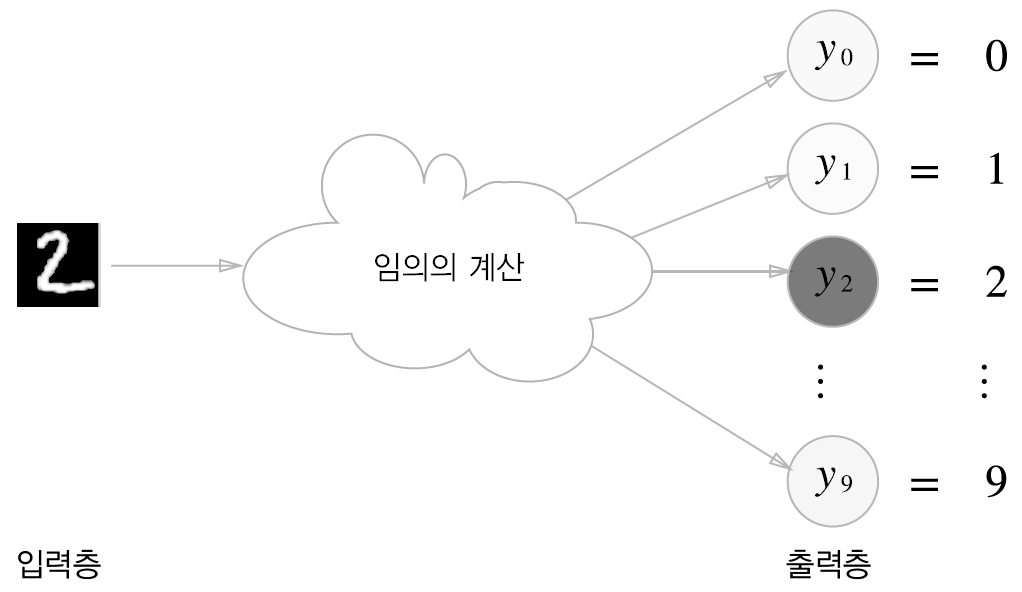 y0 = 0
y1 = 1
2
임의의 계산
y2 = 2
⋮ ⋮
y9 = 9
입력층
출력층